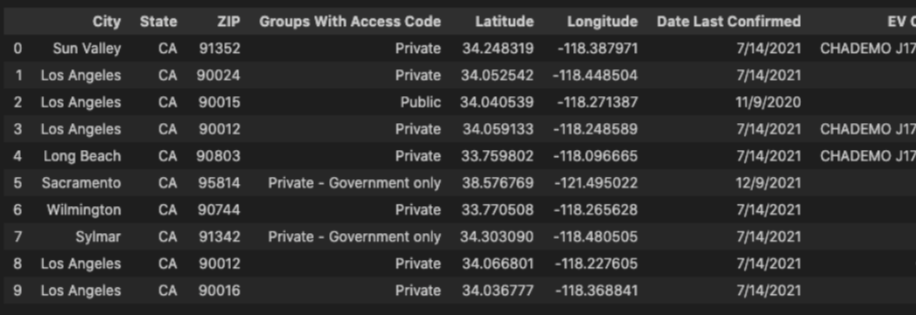 City State ZIP Groups With Access Code Latitude Longitude Date Last Confirmed EV
0 Sun Valley CA 91352 Private 34.248319 -118.387971 7/14/2021 CHADEMO J17
1 Los Angeles CA 90024 Private 34.052542 -118.448504 7/14/2021
2 Los Angeles CA 90015 Public 34.040539 -118.271387 11/9/2020
3 Los Angeles CA 90012 Private 34.059133 -118.248589 7/14/2021 CHADEMO J17
4 Long Beach CA 90803 Private 33.759802 -118.096665 7/14/2021 CHADEMO J17
5 Sacramento CA 95814 Private - Government only 38.576769 -121.495022 12/9/2021
6 Wilmington CA 90744 Private 33.770508 -118.265628 7/14/2021
7 Sylmar CA 91342 Private - Government only 34.303090 -118.480505 7/14/2021
8 Los Angeles CA 90012 Private 34.066801 -118.227605 7/14/2021
9 Los Angeles CA 90016 Private 34.036777 -118.368841 7/14/2021